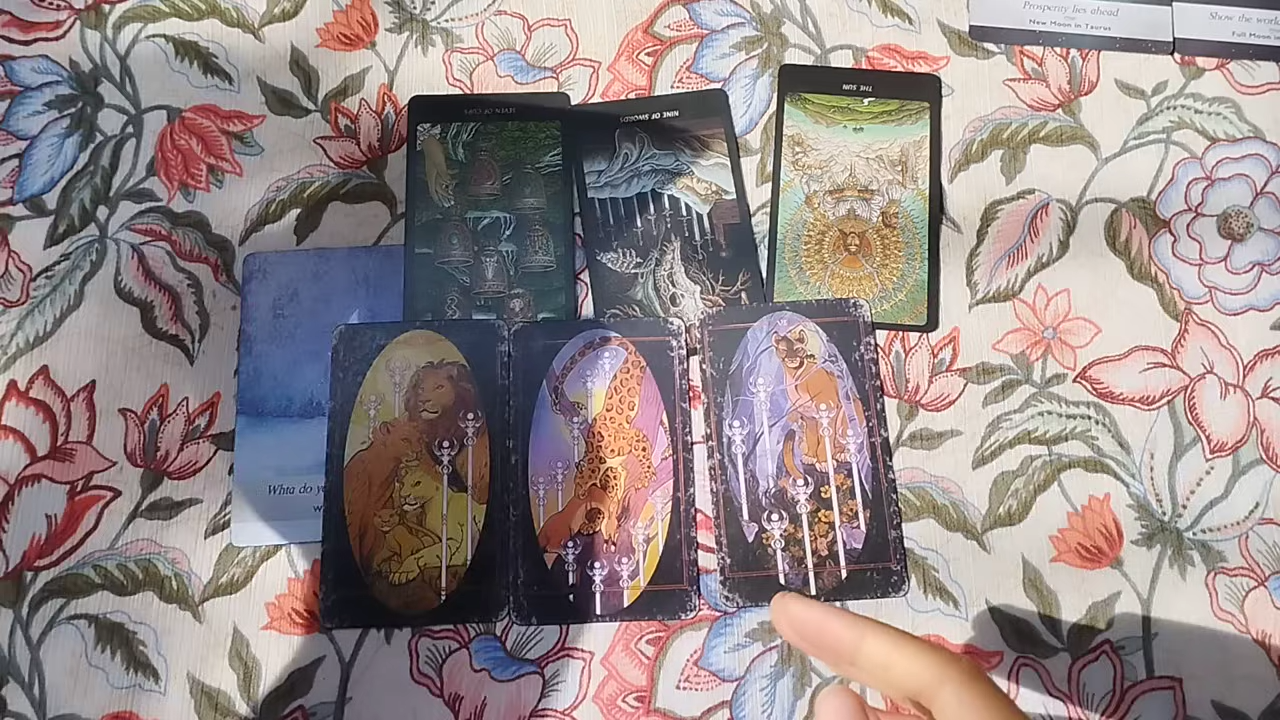 Prosperity lies ahead
New Moon in Taurus
Show the
Full Moon
SEVEN OF CUPS
NINE OF SWORDS
THE SUN
Whta do